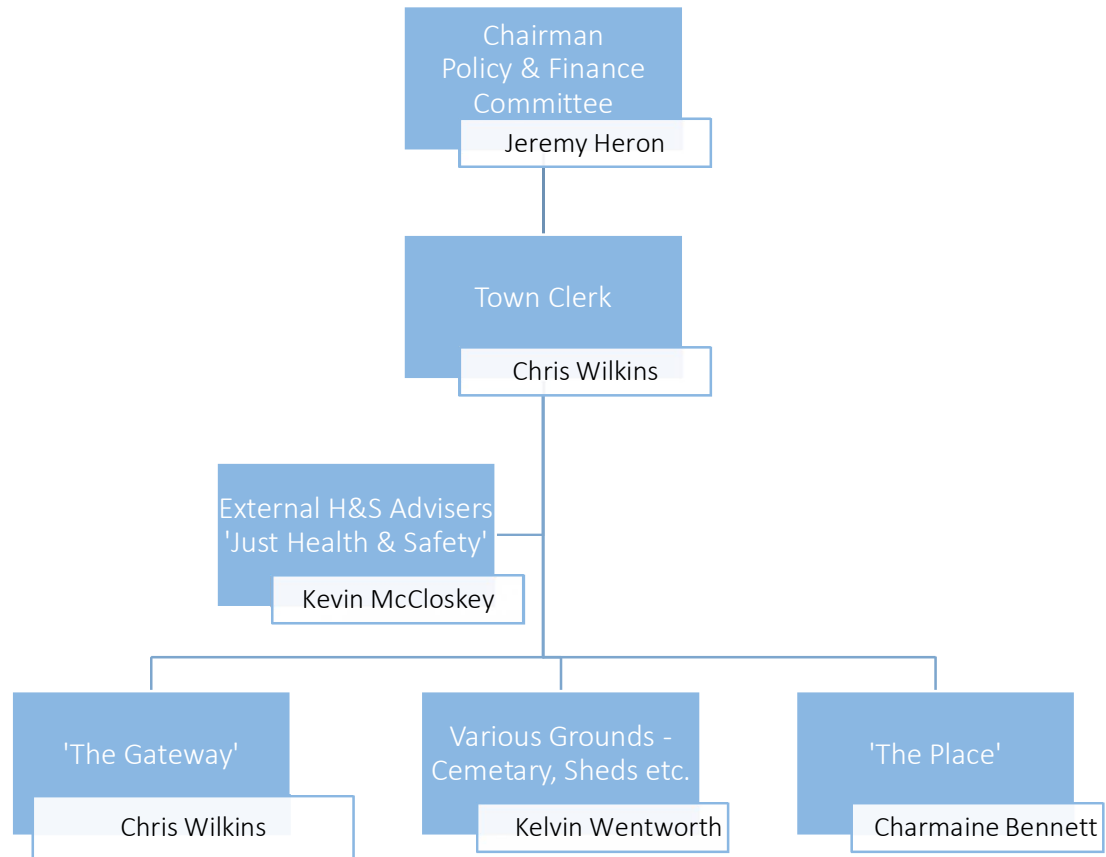 Chairman
Policy & Finance
Committee
Jeremy Heron
Town Clerk
Chris Wilkins
External H&S Advisers
'Just Health & Safety'
Kevin McCloskey
'The Gateway'
Chris Wilkins
Various Grounds -
Cemetary, Sheds etc.
Kelvin Wentworth
'The Place'
Charmaine Bennett